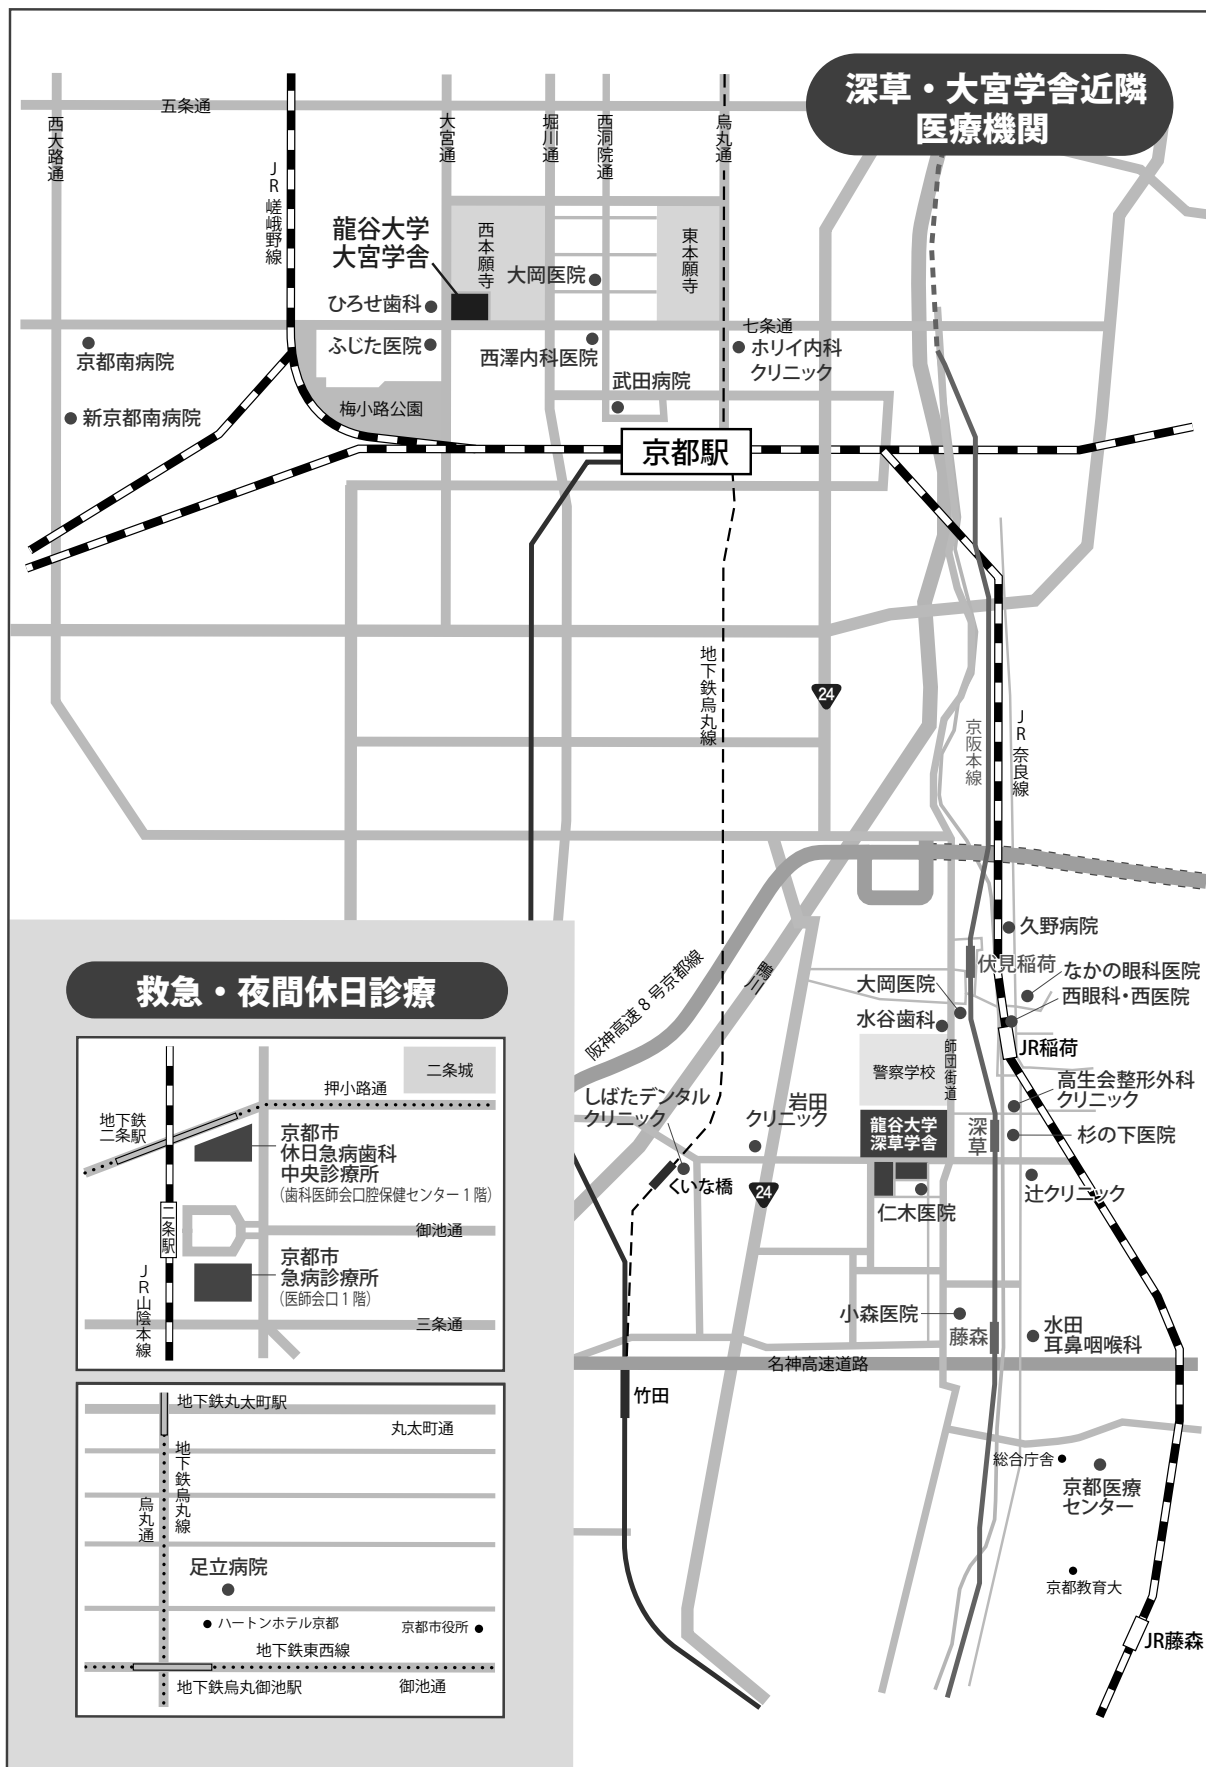 深草・大宮学舎近隣
医療機関
五条通
西大路通
JR嵯峨野線
大宮通
堀川通
西洞院通
烏丸通
龍谷大学
大宮学舎
西本願寺
東本願寺
大岡医院
ひろせ歯科
七条通
京都南病院
ふじた医院
西澤内科医院
ホリイ内科
クリニック
武田病院
新京都南病院
梅小路公園
京都駅
地下鉄烏丸線
24
京阪本線
JR奈良線
久野病院
伏見稲荷
なかの眼科医院
西眼科・西医院
大岡医院
水谷歯科
鴨川
阪神高速8号京都線
師団街道
JR稲荷
警察学校
しばたデンタル
クリニック
岩田
クリニック
高生会整形外科
クリニック
龍谷大学
深草学舎
深草
杉の下医院
くいな橋
24
仁木医院
辻クリニック
小森医院
藤森
水田
耳鼻咽喉科
名神高速道路
竹田
総合庁舎
京都医療
センター
京都教育大
JR藤森
救急・夜間休日診療
二条城
押小路通
地下鉄
二条駅
京都市
休日急病歯科
中央診療所
(歯科医師会口腔保健センター1階)
二条駅
御池通
京都市
急病診療所
(医師会口1階)
JR山陰本線
三条通
地下鉄丸太町駅
丸太町通
地下鉄烏丸線
烏丸通
足立病院
ハートンホテル京都
京都市役所
地下鉄東西線
地下鉄烏丸御池駅
御池通